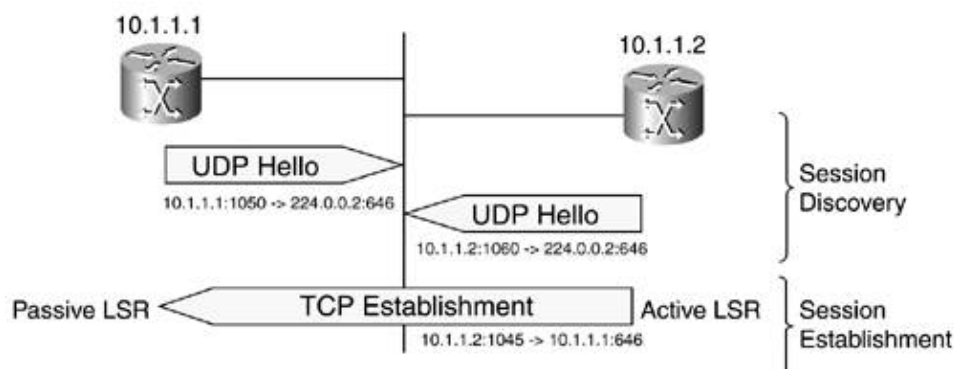 10.1.1.1
10.1.1.2
UDP Hello
10.1.1.1:1050 -> 224.0.0.2:646
UDP Hello
10.1.1.2:1060 -> 224.0.0.2:646
Session
Discovery
Passive LSR
TCP Establishment
Active LSR
10.1.1.2:1045 -> 10.1.1.1:646
Session
Establishment